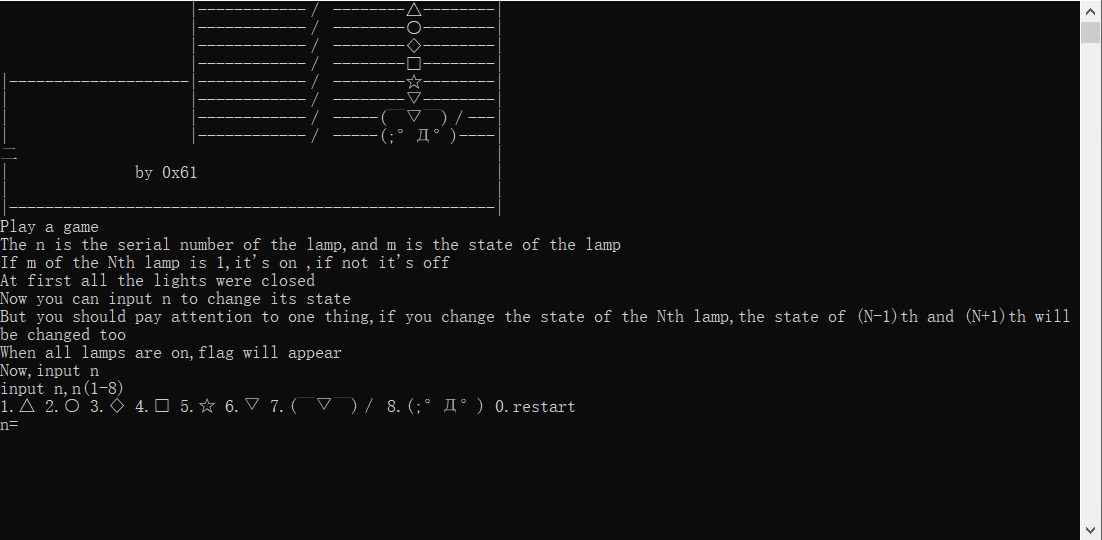 |------------ / --------△--------|
|------------ / --------○--------|
|------------ / --------◇--------|
|------------ / --------□--------|
|--------------------|------------ / --------☆--------|
| |------------ / --------▽--------|
| |------------ / -----(￣▽￣)/---|
| |------------ / -----(;°Д°)----|
二 |
| by 0x61 |
| |
|------------------------------------------------------|
Play a game
The n is the serial number of the lamp,and m is the state of the lamp
If m of the Nth lamp is 1,it's on ,if not it's off
At first all the lights were closed
Now you can input n to change its state
But you should pay attention to one thing,if you change the state of the Nth lamp,the state of (N-1)th and (N+1)th will
be changed too
When all lamps are on,flag will appear
Now,input n
input n,n(1-8)
1.△ 2.○ 3.◇ 4.□ 5.☆ 6.▽ 7.(￣▽￣)/ 8.(;°Д°) 0.restart
n=